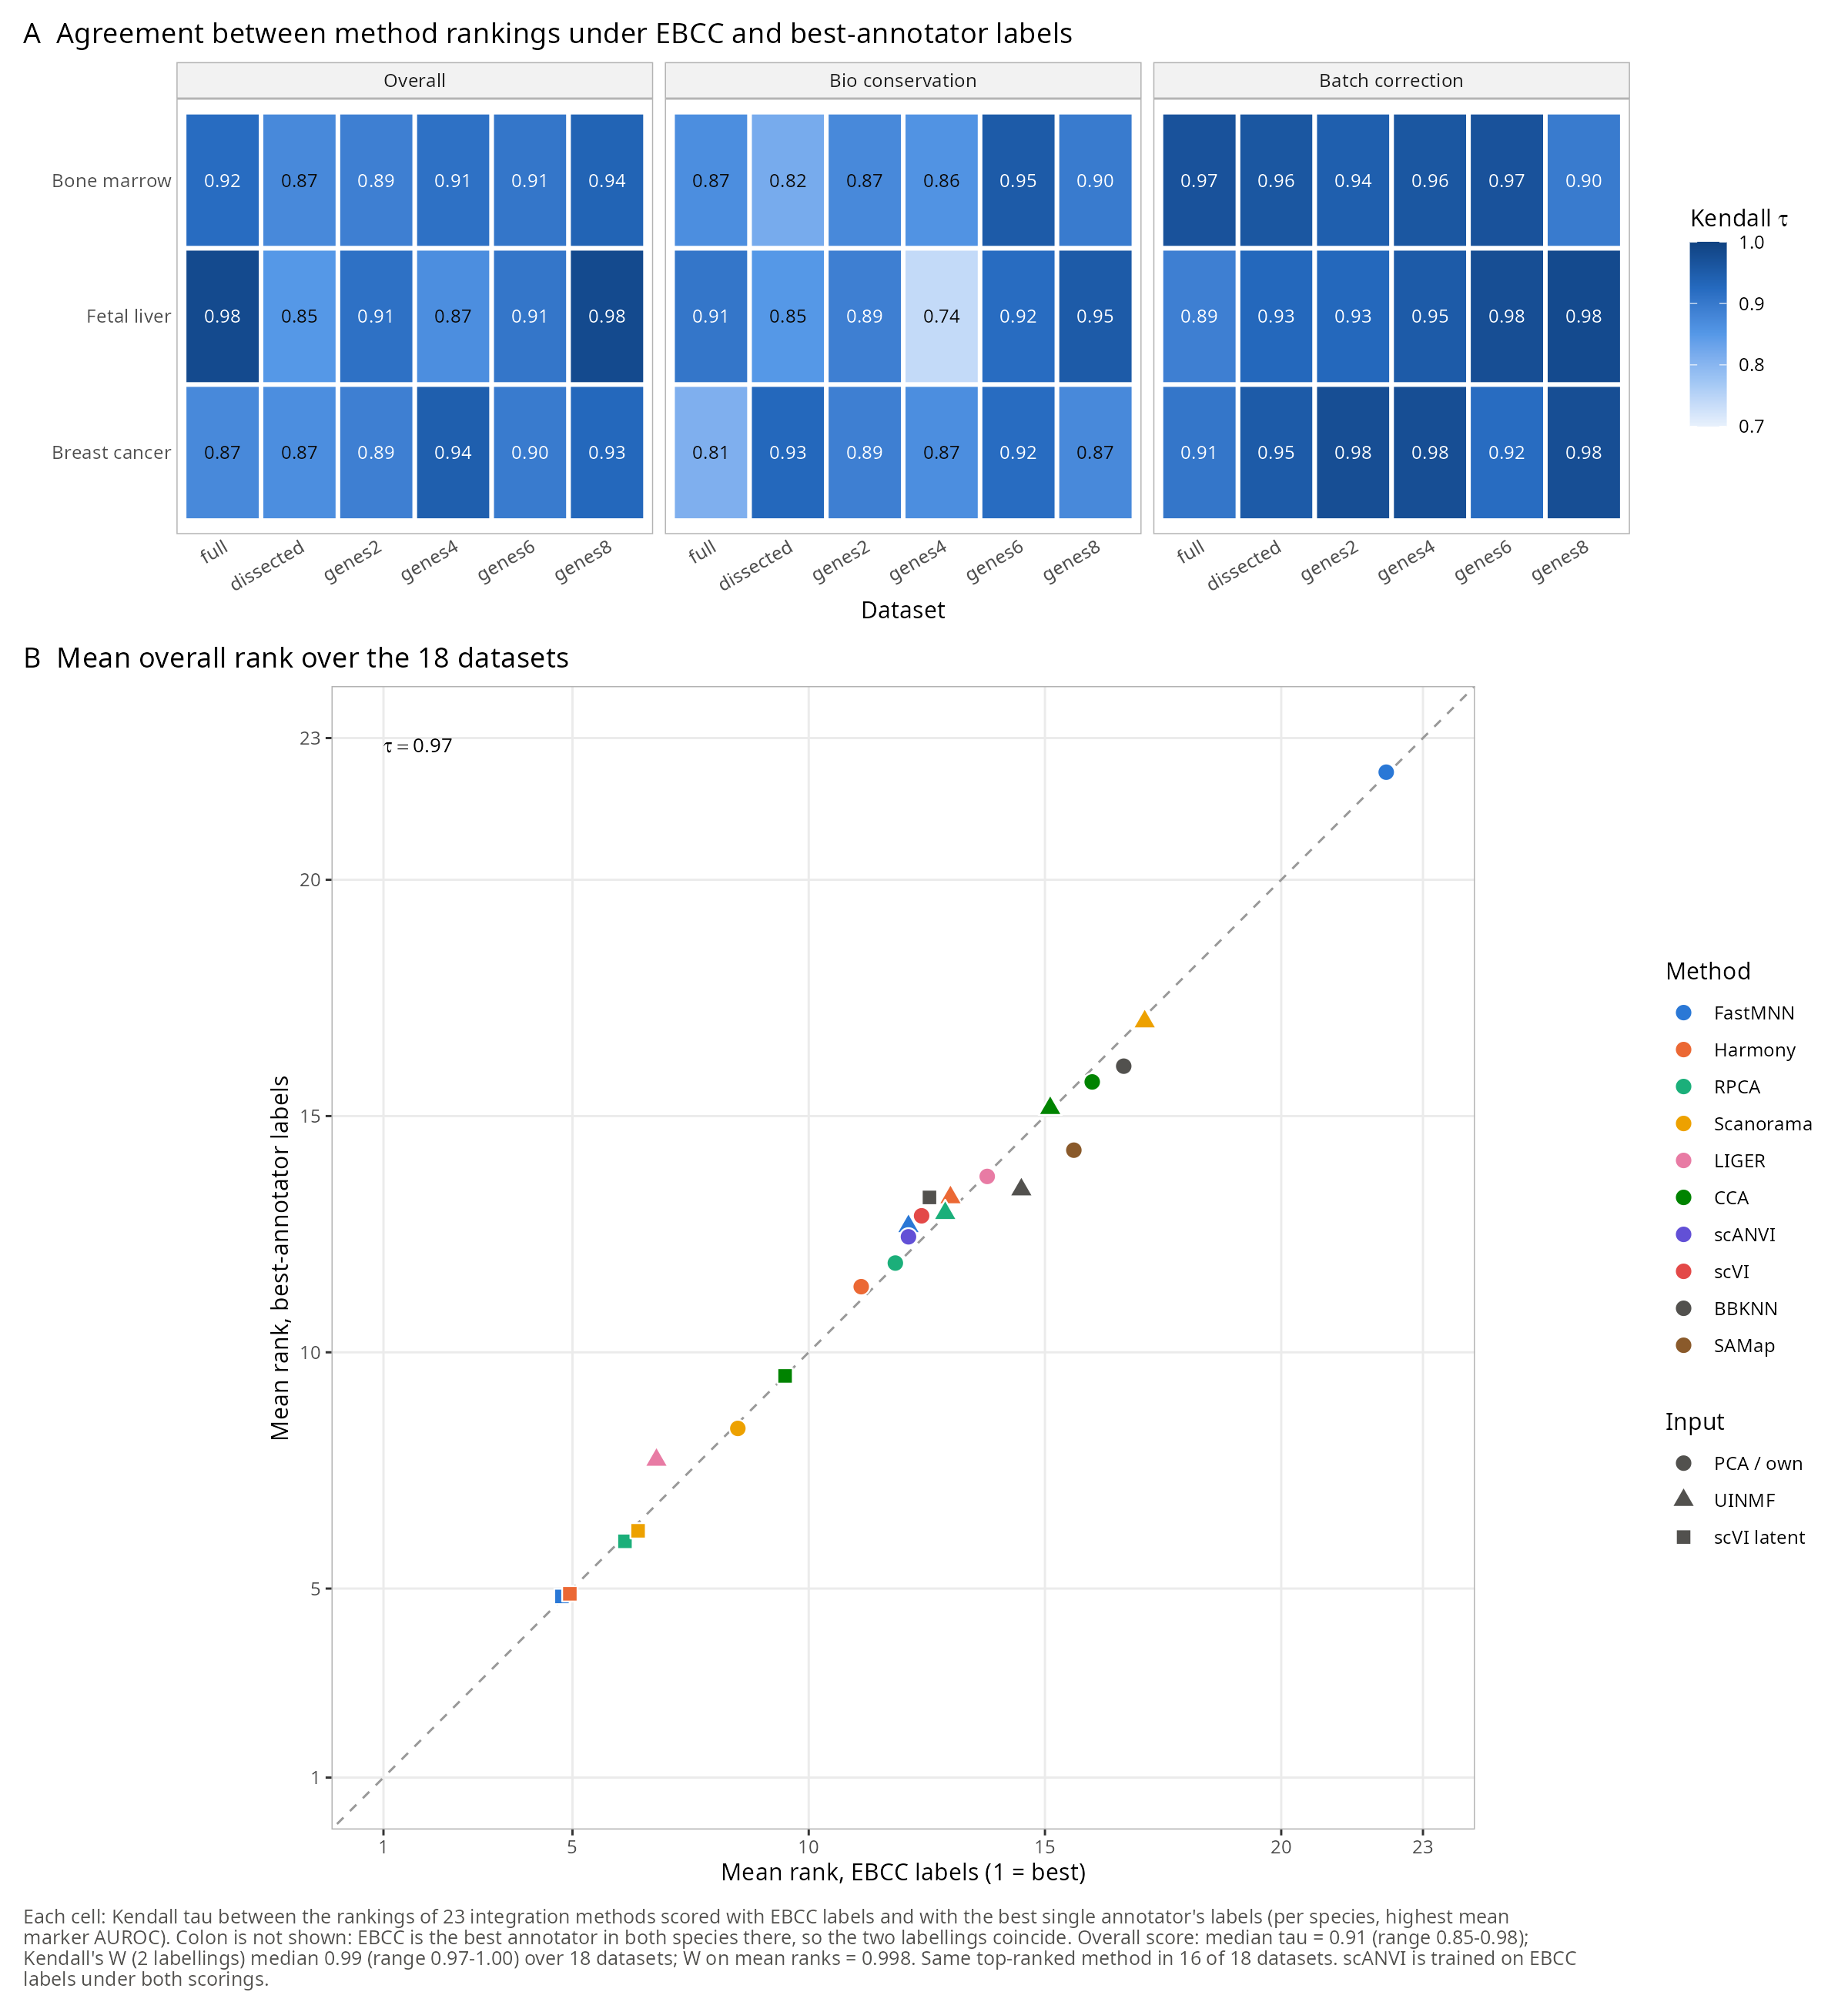 A Agreement between method rankings under EBCC and best-annotator labels
Overall Bio conservation Batch correction
Bone marrow 0.92 0.87 0.89 0.91 0.91 0.94 0.87 0.82 0.87 0.86 0.95 0.90 0.97 0.96 0.94 0.96 0.97 0.90
Fetal liver 0.98 0.85 0.91 0.87 0.91 0.98 0.91 0.85 0.89 0.74 0.92 0.95 0.89 0.93 0.93 0.95 0.98 0.98
Breast cancer 0.87 0.87 0.89 0.94 0.90 0.93 0.81 0.93 0.89 0.87 0.92 0.87 0.91 0.95 0.98 0.98 0.92 0.98
full dissected genes2 genes4 genes6 genes8 full dissected genes2 genes4 genes6 genes8 full dissected genes2 genes4 genes6 genes8
Dataset
Kendall τ
1.0
0.9
0.8
0.7
B Mean overall rank over the 18 datasets
Mean rank, best-annotator labels
23
20
15
10
5
1
τ = 0.97
1 5 10 15 20 23
Mean rank, EBCC labels (1 = best)
Method
FastMNN
Harmony
RPCA
Scanorama
LIGER
CCA
scANVI
scVI
BBKNN
SAMap
Input
PCA / own
UINMF
scVI latent
Each cell: Kendall tau between the rankings of 23 integration methods scored with EBCC labels and with the best single annotator's labels (per species, highest mean
marker AUROC). Colon is not shown: EBCC is the best annotator in both species there, so the two labellings coincide. Overall score: median tau = 0.91 (range 0.85-0.98);
Kendall's W (2 labellings) median 0.99 (range 0.97-1.00) over 18 datasets; W on mean ranks = 0.998. Same top-ranked method in 16 of 18 datasets. scANVI is trained on EBCC
labels under both scorings.